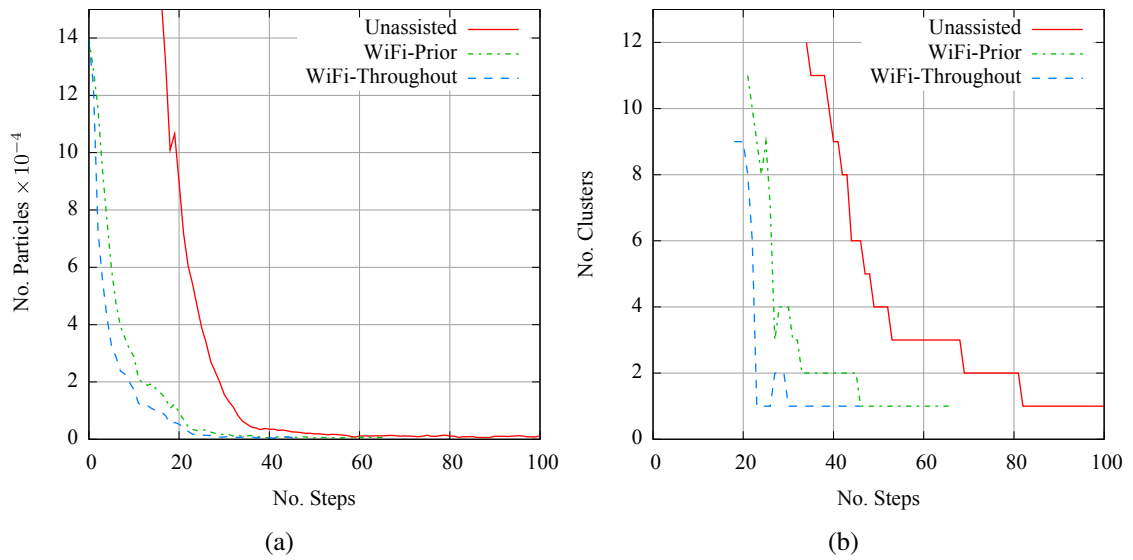 Unassisted
WiFi-Prior
WiFi-Throughout
No. Particles × 10⁻⁴
14
12
10
8
6
4
2
0
0 20 40 60 80 100
No. Steps
(a)
Unassisted
WiFi-Prior
WiFi-Throughout
No. Clusters
12
10
8
6
4
2
0
0 20 40 60 80 100
No. Steps
(b)